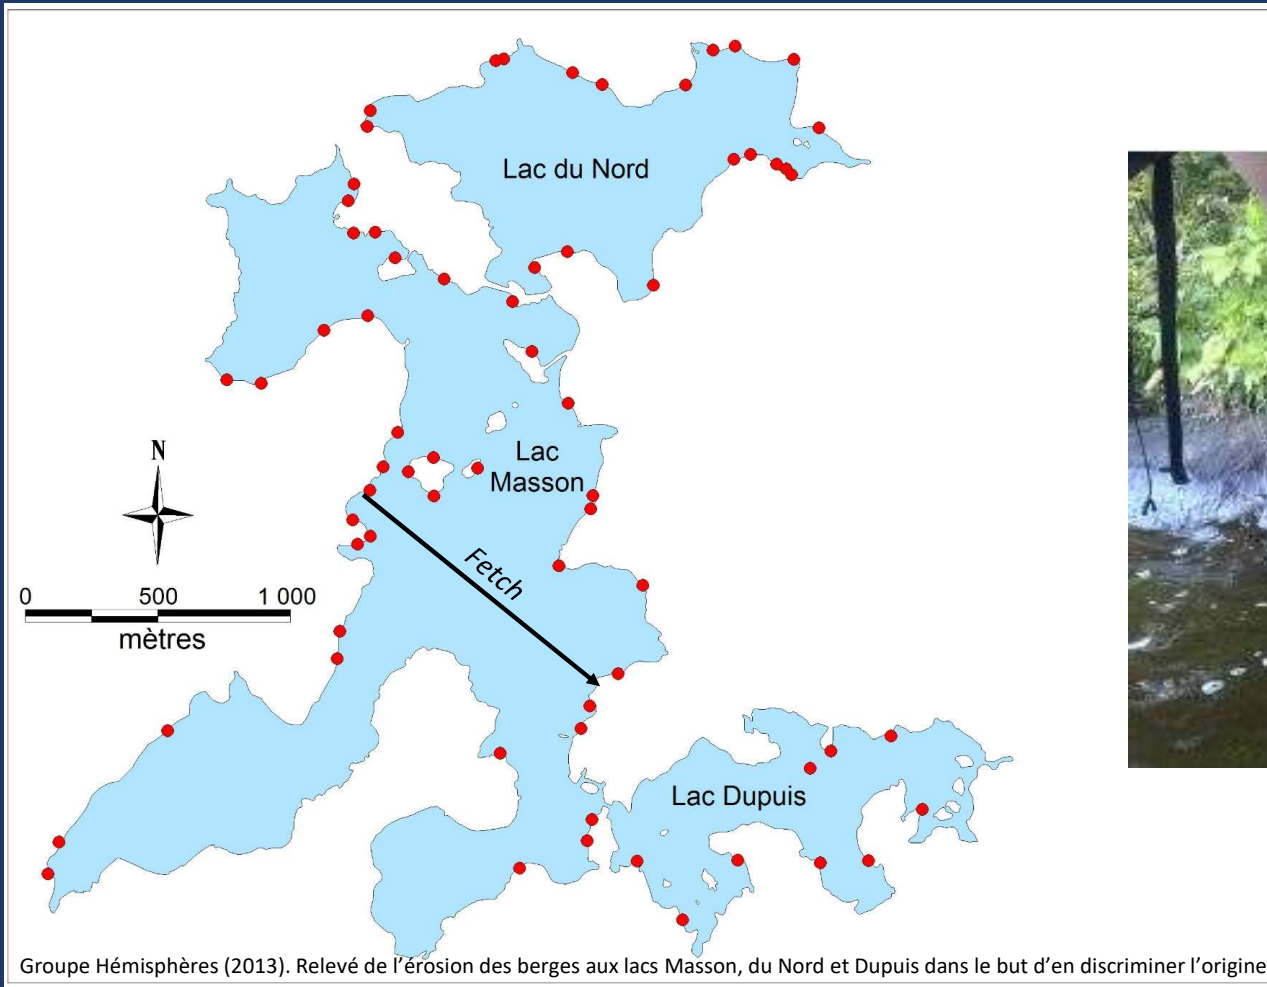 Lac du Nord
Lac
Masson
N
Fetch
0 500 1 000
mètres
Lac Dupuis
Groupe Hémisphères (2013). Relevé de l'érosion des berges aux lacs Masson, du Nord et Dupuis dans le but d'en discriminer l'origine